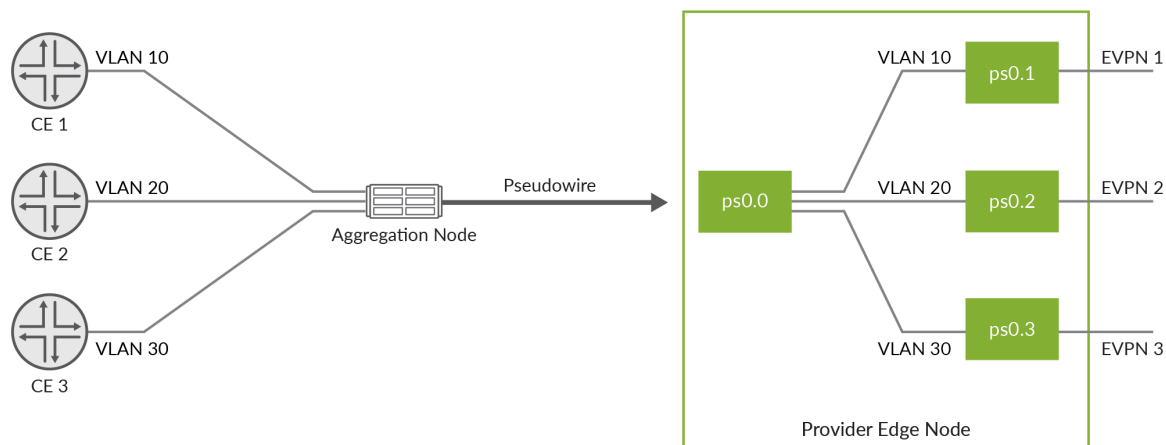 VLAN 10
CE 1
VLAN 20
CE 2
VLAN 30
CE 3
Aggregation Node
Pseudowire
ps0.0
VLAN 10
ps0.1
EVPN 1
VLAN 20
ps0.2
EVPN 2
VLAN 30
ps0.3
EVPN 3
Provider Edge Node